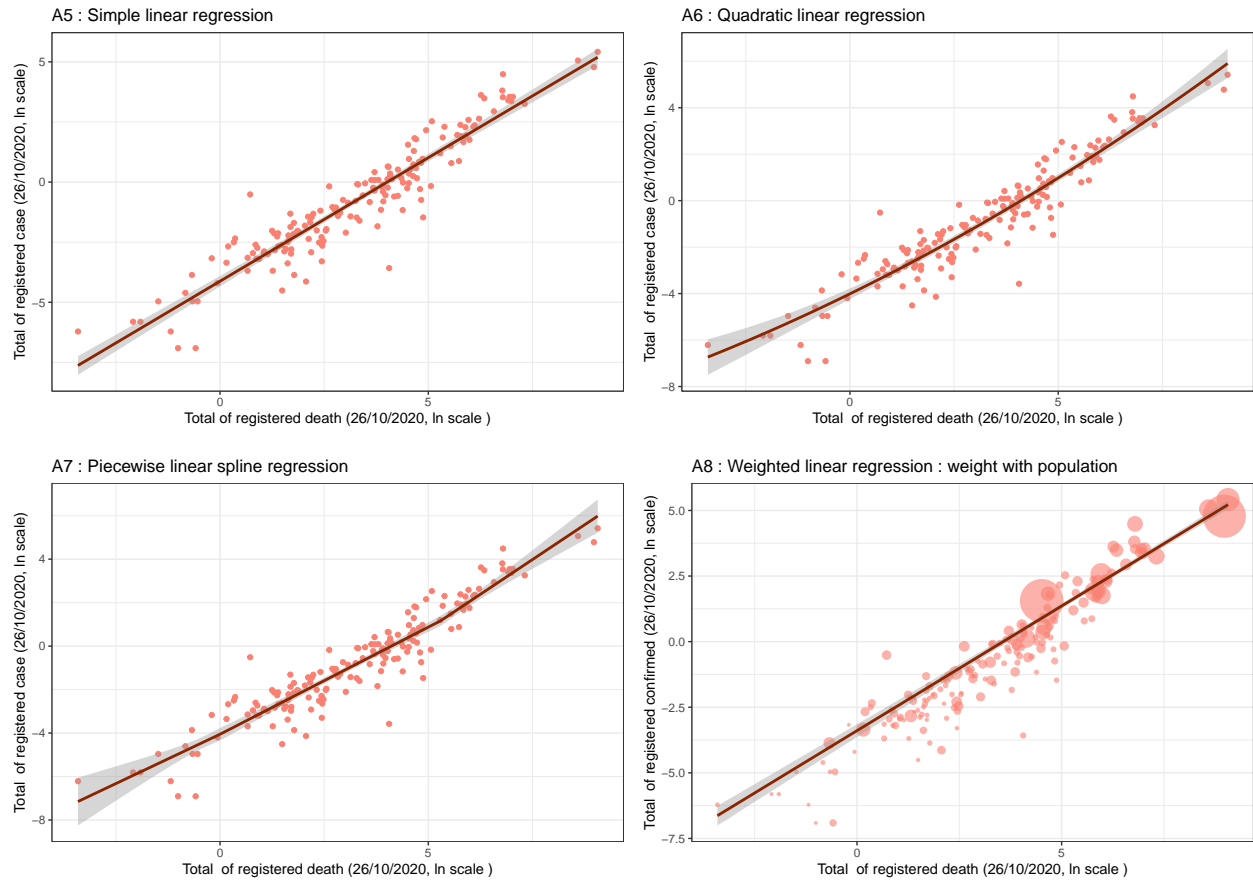 A5 : Simple linear regression
Total of registered case (26/10/2020, ln scale)
5
0
−5
0
5
Total of registered death (26/10/2020, ln scale )
A6 : Quadratic linear regression
Total of registered case (26/10/2020, ln scale)
4
0
−4
−8
0
5
Total of registered death (26/10/2020, ln scale )
A7 : Piecewise linear spline regression
Total of registered case (26/10/2020, ln scale)
4
0
−4
−8
0
5
Total of registered death (26/10/2020, ln scale )
A8 : Weighted linear regression : weight with population
Total of registered confirmed (26/10/2020, ln scale)
5.0
2.5
0.0
−2.5
−5.0
−7.5
0
5
Total of registered death (26/10/2020, ln scale )